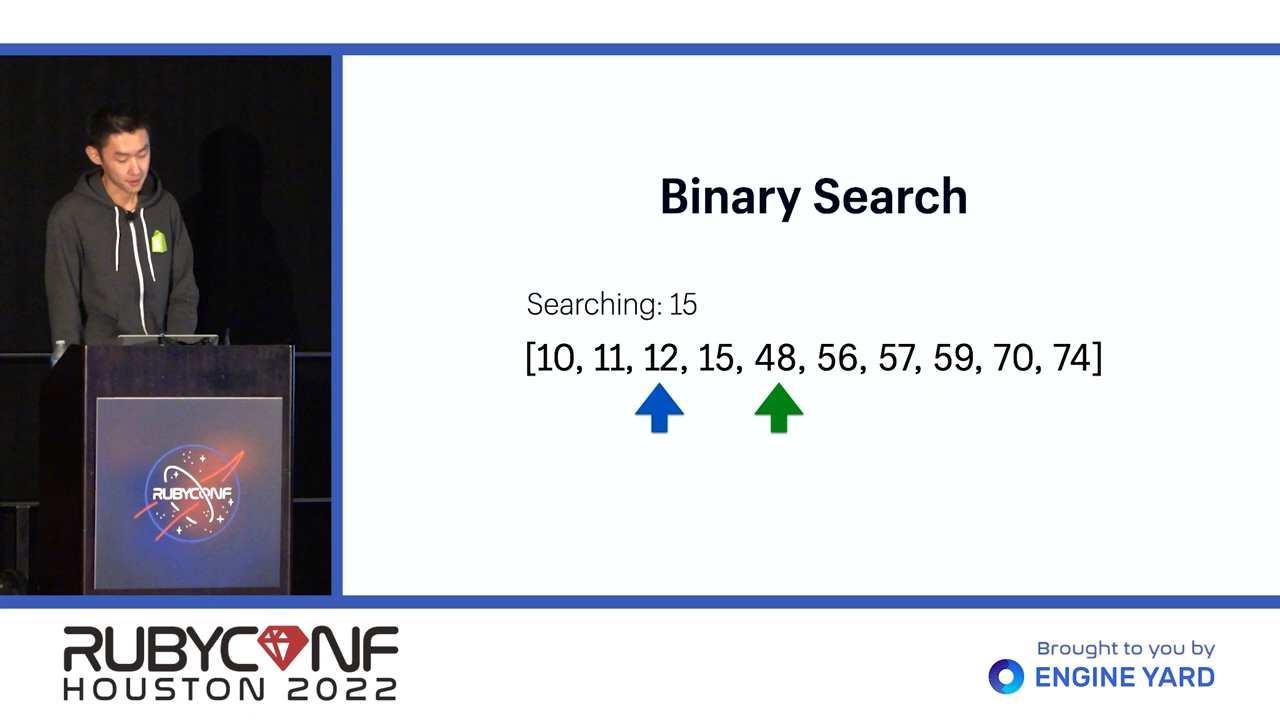 Binary Search
Searching: 15
[10, 11, 12, 15, 48, 56, 57, 59, 70, 74]
RUBYCONF
RUBYCONF
HOUSTON 2022
Brought to you by
ENGINE YARD